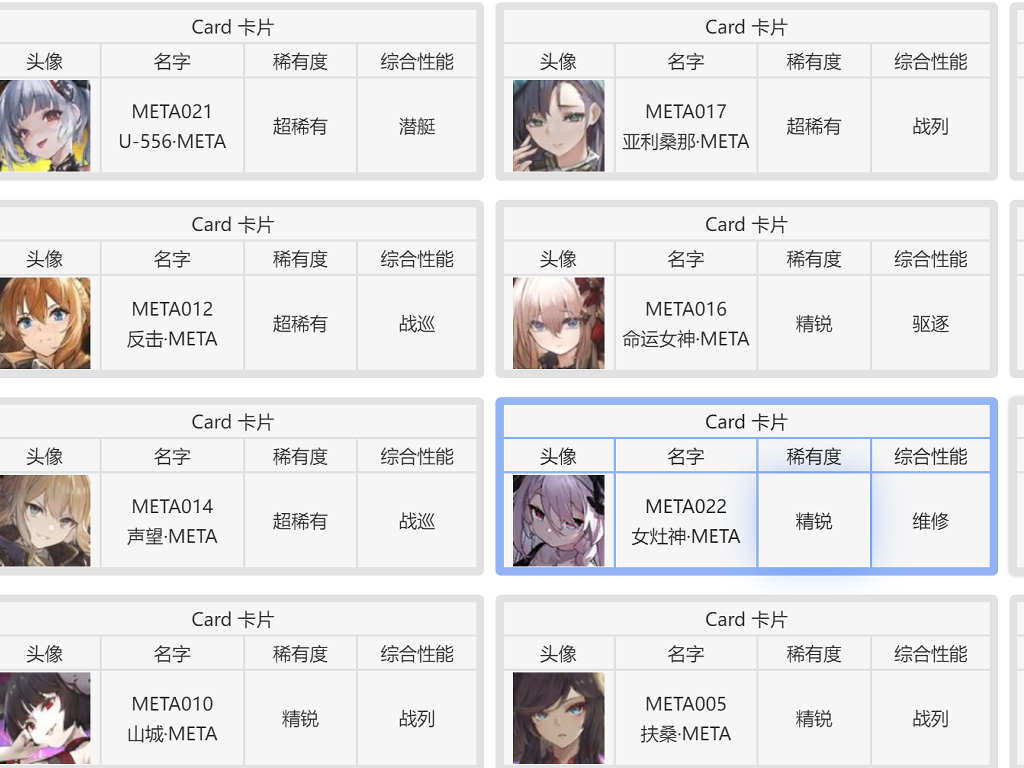 Card 卡片
头像 名字 稀有度 综合性能
META021
U-556·META
超稀有
潜艇
Card 卡片
头像 名字 稀有度 综合性能
META017
亚利桑那·META
超稀有
战列
Card 卡片
头像 名字 稀有度 综合性能
META012
反击·META
超稀有
战巡
Card 卡片
头像 名字 稀有度 综合性能
META016
命运女神·META
精锐
驱逐
Card 卡片
头像 名字 稀有度 综合性能
META014
声望·META
超稀有
战巡
Card 卡片
头像 名字 稀有度 综合性能
META022
女灶神·META
精锐
维修
Card 卡片
头像 名字 稀有度 综合性能
META010
山城·META
精锐
战列
Card 卡片
头像 名字 稀有度 综合性能
META005
扶桑·META
精锐
战列